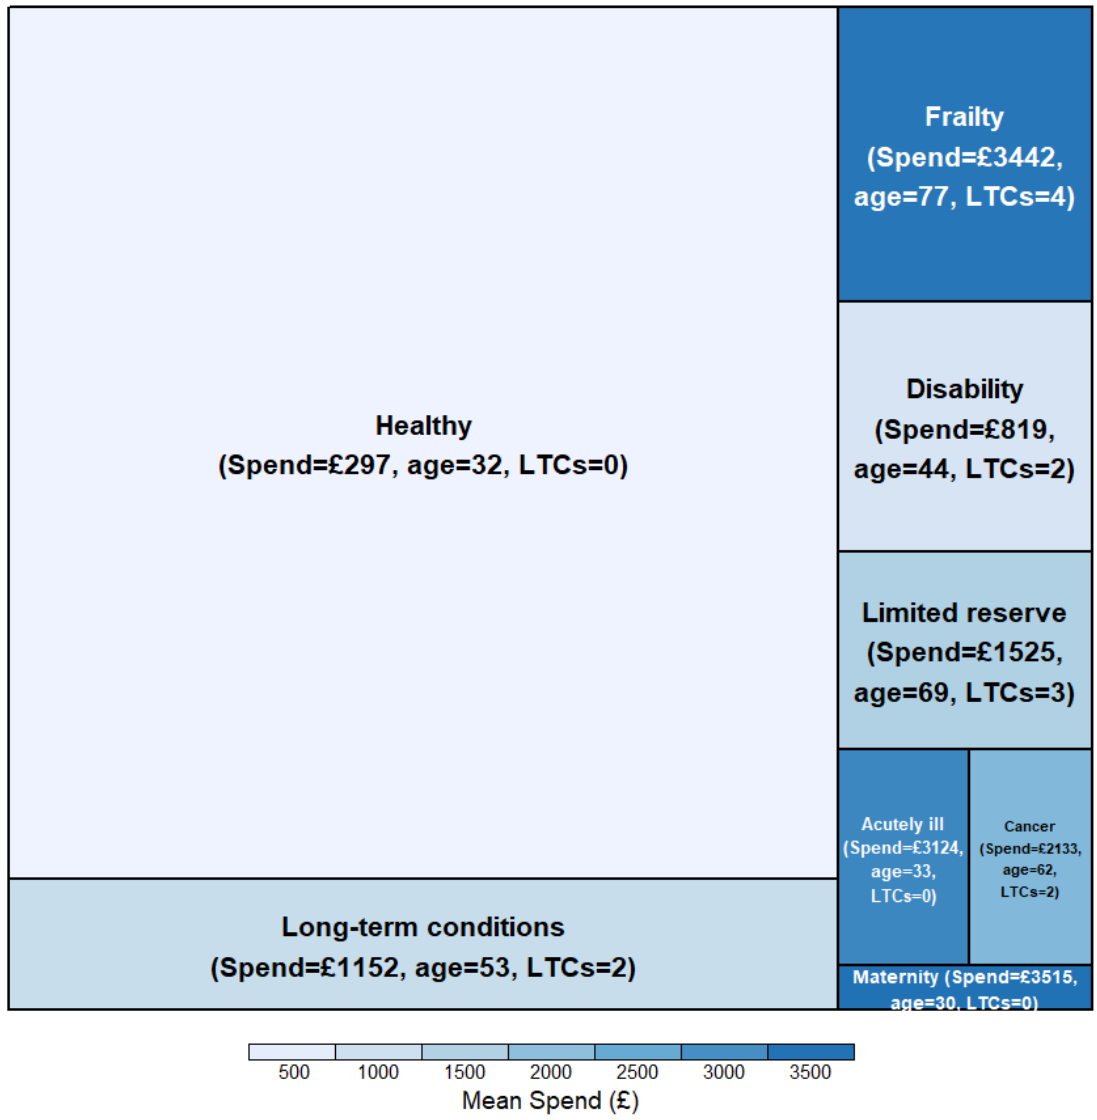 Healthy
(Spend=£297, age=32, LTCs=0)
Long-term conditions
(Spend=£1152, age=53, LTCs=2)
Frailty
(Spend=£3442,
age=77, LTCs=4)
Disability
(Spend=£819,
age=44, LTCs=2)
Limited reserve
(Spend=£1525,
age=69, LTCs=3)
Acutely ill
(Spend=£3124,
age=33,
LTCs=0)
Cancer
(Spend=£2133,
age=62,
LTCs=2)
Maternity (Spend=£3515,
age=30, LTCs=0)
500 1000 1500 2000 2500 3000 3500
Mean Spend (£)